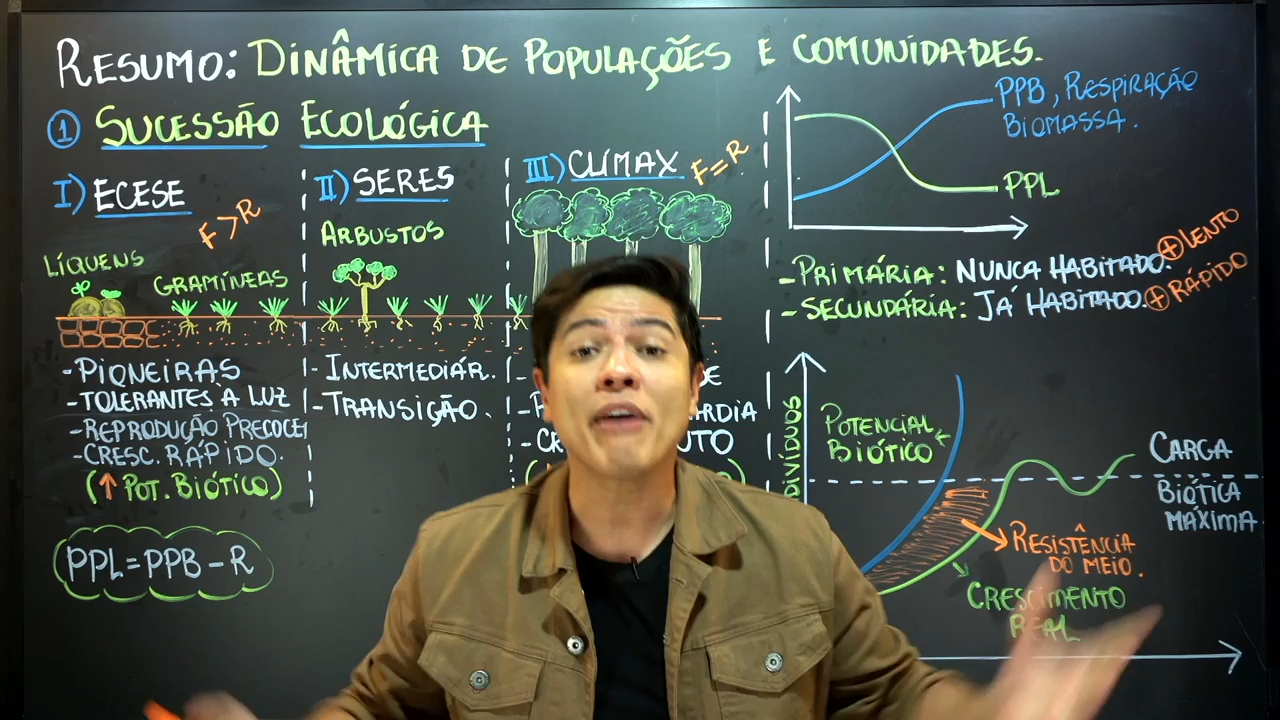 RESUMO: DINÂMICA DE POPULAÇÕES E COMUNIDADES.
① SUCESSÃO ECOLÓGICA
I) ECESE
F > R
LÍQUENS
GRAMÍNEAS
- PIONEIRAS
- TOLERANTES À LUZ
- REPRODUÇÃO PRECOCE
- CRESC. RÁPIDO.
(↑ POT. BIÓTICO)
PPL = PPB - R
II) SERES
ARBUSTOS
- INTERMEDIÁR.
- TRANSIÇÃO.
III) CLÍMAX
F = R
PPB, RESPIRAÇÃO
BIOMASSA.
PPL
- PRIMÁRIA: NUNCA HABITADO. ⊕ LENTO
- SECUNDÁRIA: JÁ HABITADO. ⊕ RÁPIDO
POTENCIAL
BIÓTICO
CARGA
BIÓTICA
MÁXIMA
RESISTÊNCIA
DO MEIO.
CRESCIMENTO
REAL